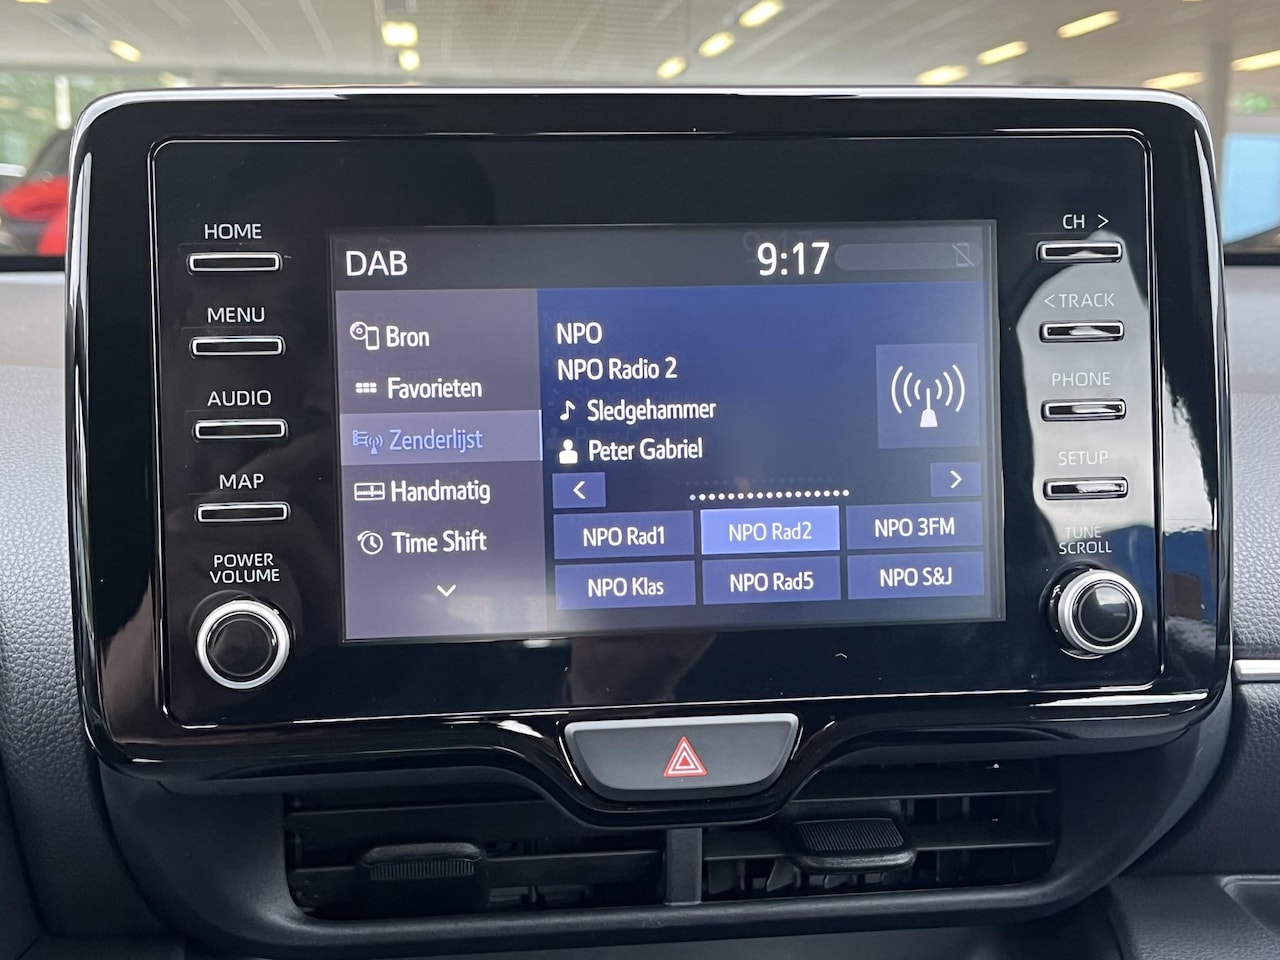 HOME
MENU
AUDIO
MAP
POWER
VOLUME
DAB
9:17
Bron
Favorieten
Zenderlijst
Handmatig
Time Shift
NPO
NPO Radio 2
Sledgehammer
Peter Gabriel
<
>
NPO Rad1
NPO Rad2
NPO 3FM
NPO Klas
NPO Rad5
NPO S&J
CH >
< TRACK
PHONE
SETUP
TUNE
SCROLL